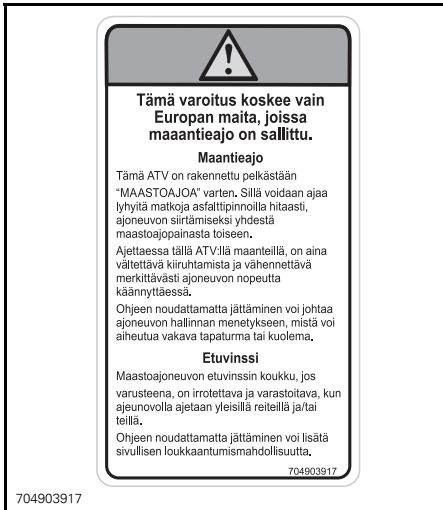 Tämä varoitus koskee vain
Europan maita, joissa
maaantieajo on sallittu.
Maantieajo
Tämä ATV on rakennettu pelkästään
“MAASTOAJOA” varten. Sillä voidaan ajaa
lyhyitä matkoja asfalttipinnoilla hitaasti,
ajoneuvon siirtämiseksi yhdestä
maastoajopainasta toiseen.
Ajettaessa tällä ATV:llä maanteillä, on aina
vältettävä kiiruhtamista ja vähennettävä
merkittävästi ajoneuvon nopeutta
käännyttäessä.
Ohjeen noudattamatta jättäminen voi johtaa
ajoneuvon hallinnan menetykseen, mistä voi
aiheutua vakava tapaturma tai kuolema.
Etuvinssi
Maastoajoneuvon etuvinssin koukku, jos
varusteena, on irrotettava ja varastoitava, kun
ajeunovolla ajetaan yleisillä reiteillä ja/tai
teillä.
Ohjeen noudattamatta jättäminen voi lisätä
sivullisen loukkaantumismahdollisuutta.
704903917
704903917